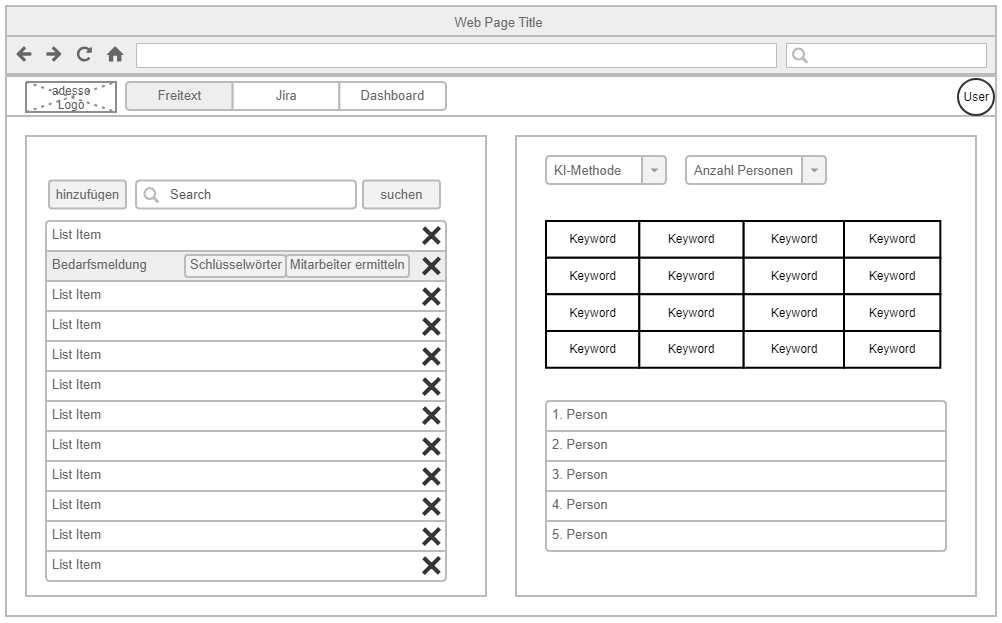 Web Page Title
adesso
Logo
Freitext
Jira
Dashboard
User
hinzufügen
Search
suchen
List Item
Bedarfsmeldung
Schlüsselwörter
Mitarbeiter ermitteln
List Item
List Item
List Item
List Item
List Item
List Item
List Item
List Item
List Item
List Item
KI-Methode
Anzahl Personen
Keyword Keyword Keyword Keyword
Keyword Keyword Keyword Keyword
Keyword Keyword Keyword Keyword
Keyword Keyword Keyword Keyword
1. Person
2. Person
3. Person
4. Person
5. Person